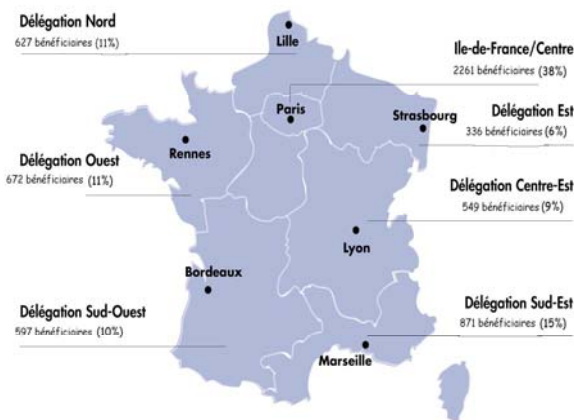 Délégation Nord
627 bénéficiaires (11%)
Lille
Ile-de-France/Centre
2261 bénéficiaires (38%)
Paris
Strasbourg
Délégation Est
336 bénéficiaires (6%)
Rennes
Délégation Ouest
672 bénéficiaires (11%)
Délégation Centre-Est
549 bénéficiaires (9%)
Lyon
Bordeaux
Délégation Sud-Ouest
597 bénéficiaires (10%)
Délégation Sud-Est
871 bénéficiaires (15%)
Marseille